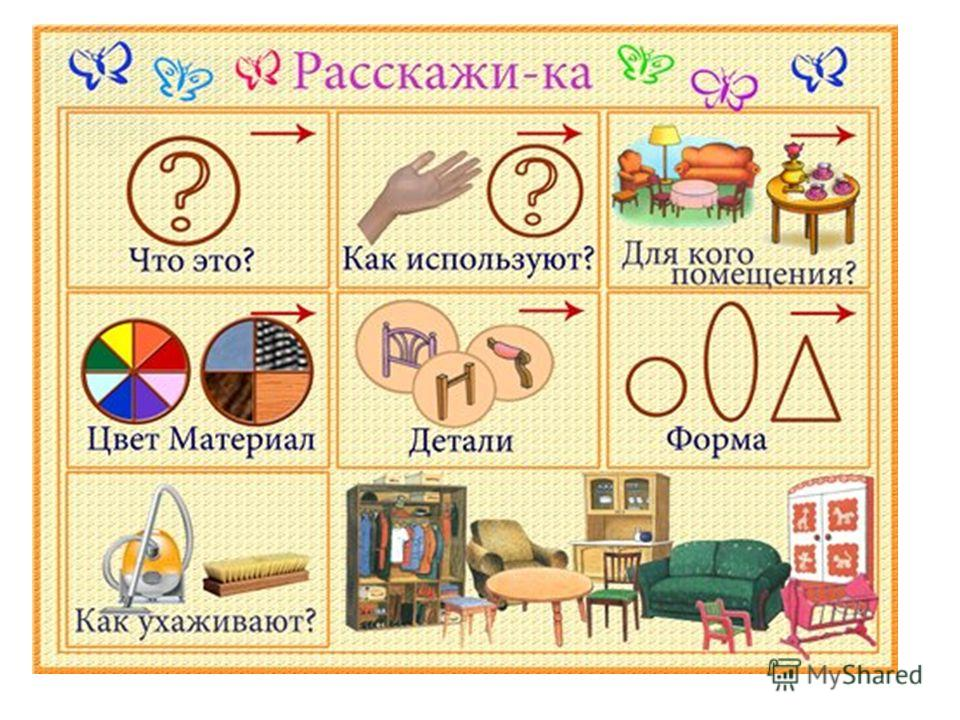 Расскажи-ка
Что это?
Как используют?
Для кого
помещения?
Цвет Материал
Детали
Форма
Как ухаживают?
MyShared